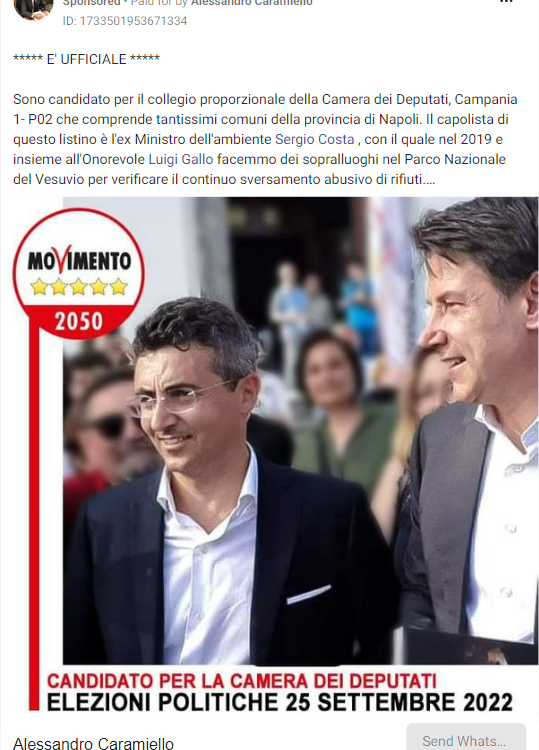 Sponsored • Paid for by Alessandro Caramiello
ID: 1733501953671334
***** E' UFFICIALE *****
Sono candidato per il collegio proporzionale della Camera dei Deputati, Campania
1- P02 che comprende tantissimi comuni della provincia di Napoli. Il capolista di
questo listino è l'ex Ministro dell'ambiente Sergio Costa , con il quale nel 2019 e
insieme all'Onorevole Luigi Gallo facemmo dei sopralluoghi nel Parco Nazionale
del Vesuvio per verificare il continuo sversamento abusivo di rifiuti....
MOVIMENTO
2050
CANDIDATO PER LA CAMERA DEI DEPUTATI
ELEZIONI POLITICHE 25 SETTEMBRE 2022
Alessandro Caramiello
Send Whats...